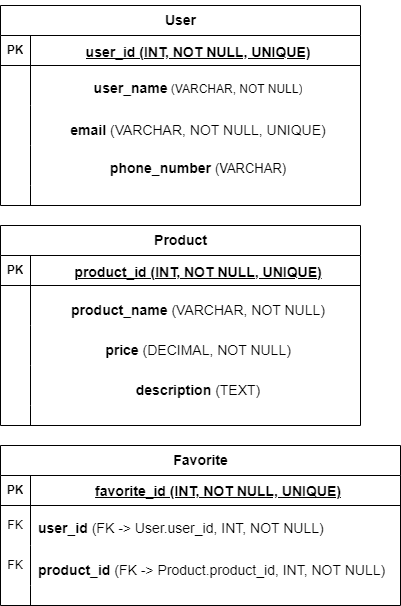 User
PK user_id (INT, NOT NULL, UNIQUE)
user_name (VARCHAR, NOT NULL)
email (VARCHAR, NOT NULL, UNIQUE)
phone_number (VARCHAR)
Product
PK product_id (INT, NOT NULL, UNIQUE)
product_name (VARCHAR, NOT NULL)
price (DECIMAL, NOT NULL)
description (TEXT)
Favorite
PK favorite_id (INT, NOT NULL, UNIQUE)
FK user_id (FK -> User.user_id, INT, NOT NULL)
FK product_id (FK -> Product.product_id, INT, NOT NULL)